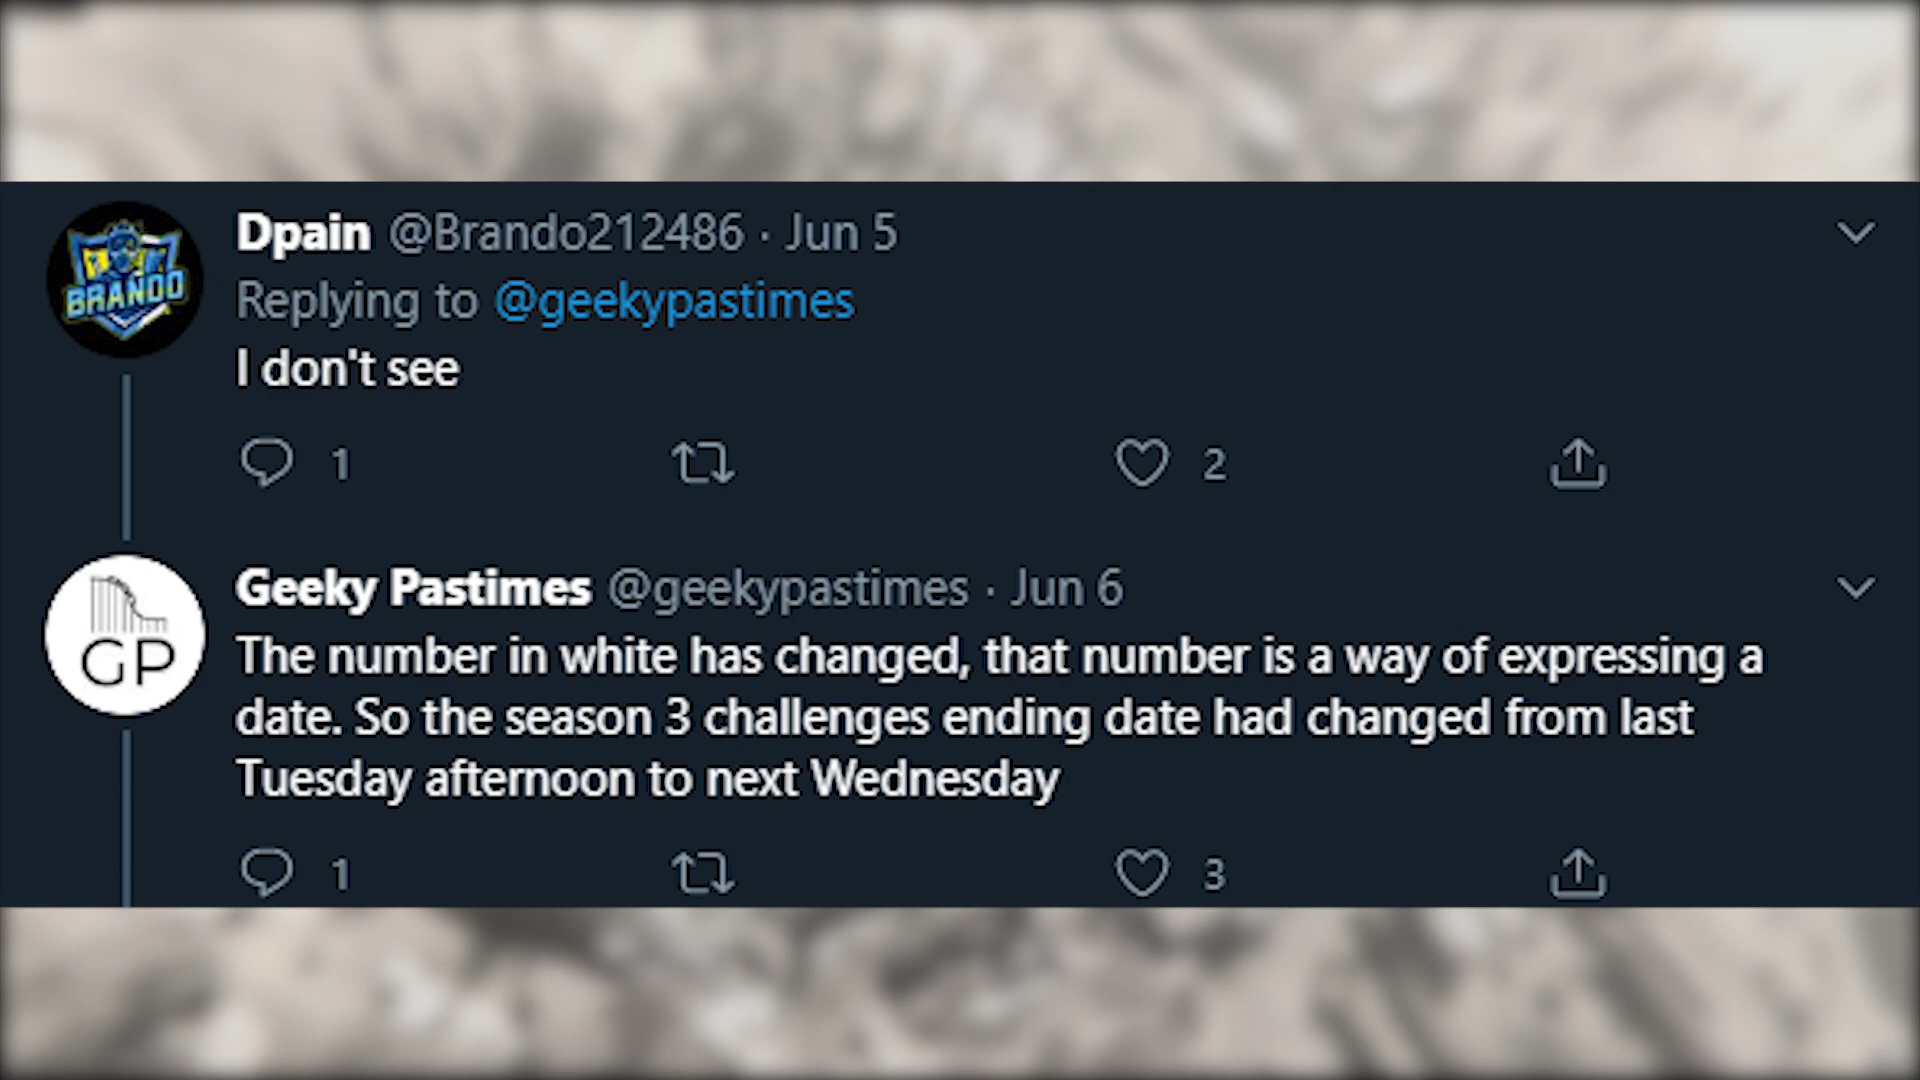 Dpain @Brando212486 · Jun 5
Replying to @geekypastimes
I don't see
1 2
BRANDO
Geeky Pastimes @geekypastimes · Jun 6
The number in white has changed, that number is a way of expressing a
date. So the season 3 challenges ending date had changed from last
Tuesday afternoon to next Wednesday
GP
1 3